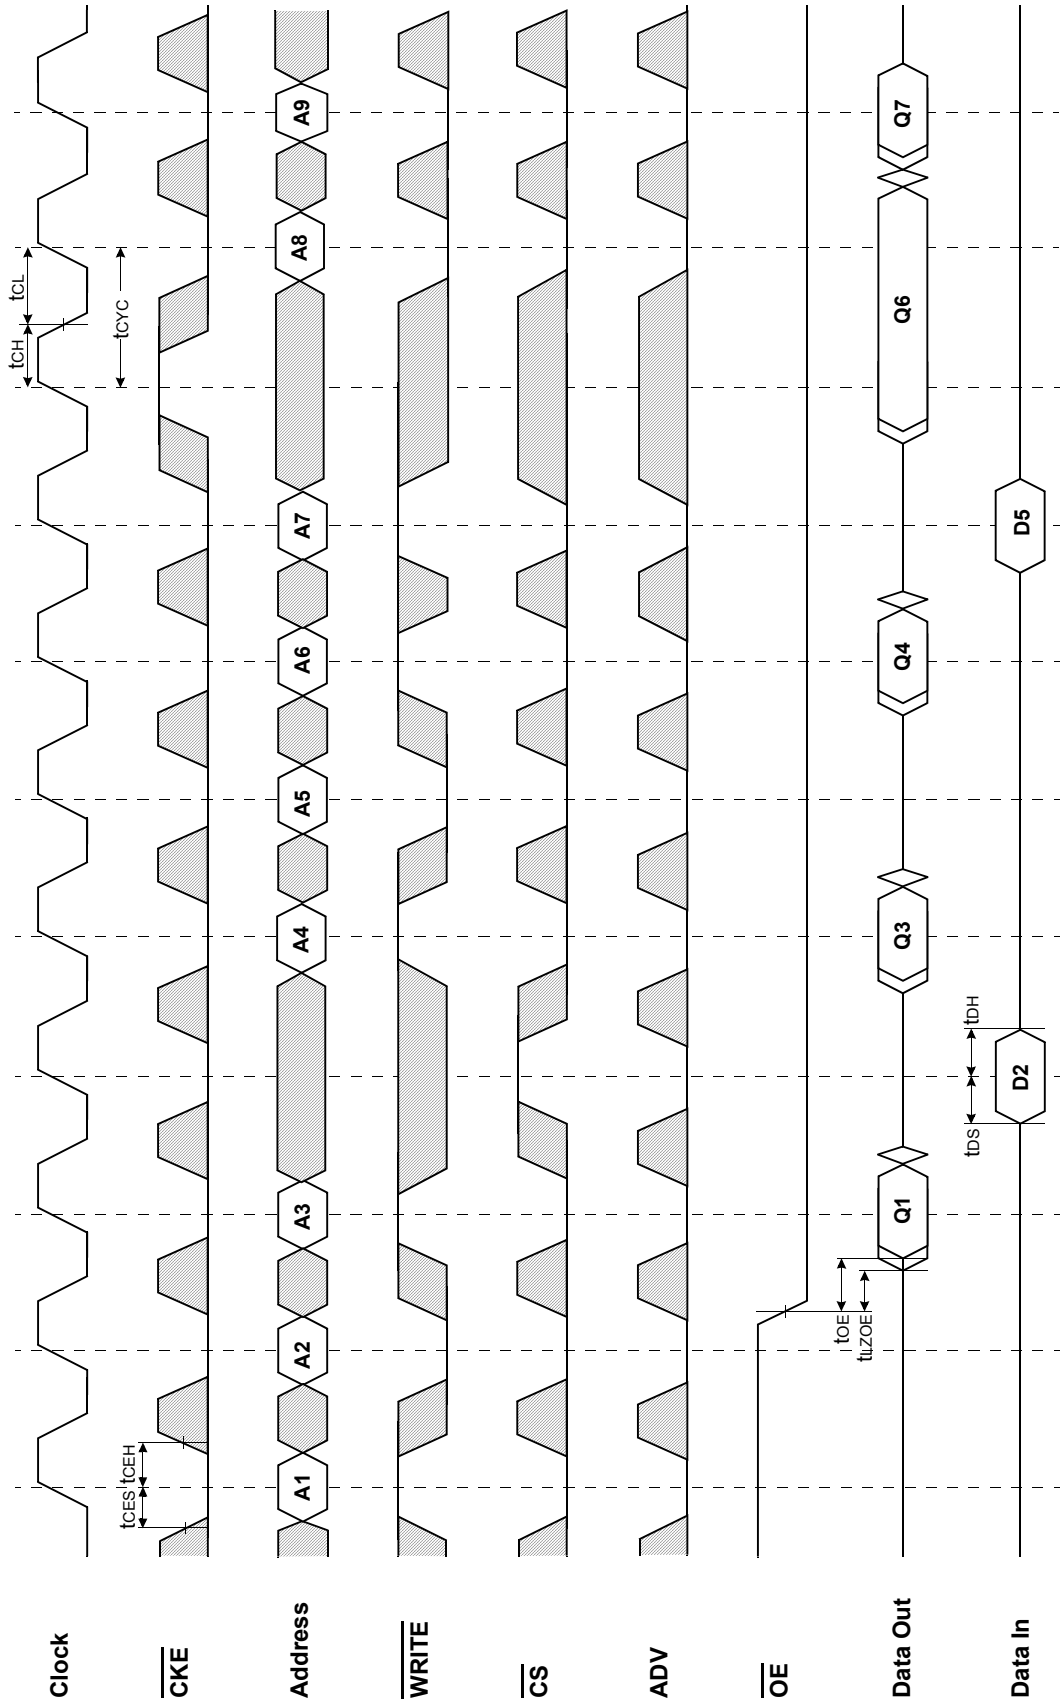 Clock
tCH
tCL
tCYC
CKE
tCES
tCEH
Address
A1
A2
A3
A4
A5
A6
A7
A8
A9
WRITE
CS
ADV
OE
tOE
tLZOE
Data Out
Q1
Q3
Q4
Q6
Q7
tDS
tDH
Data In
D2
D5